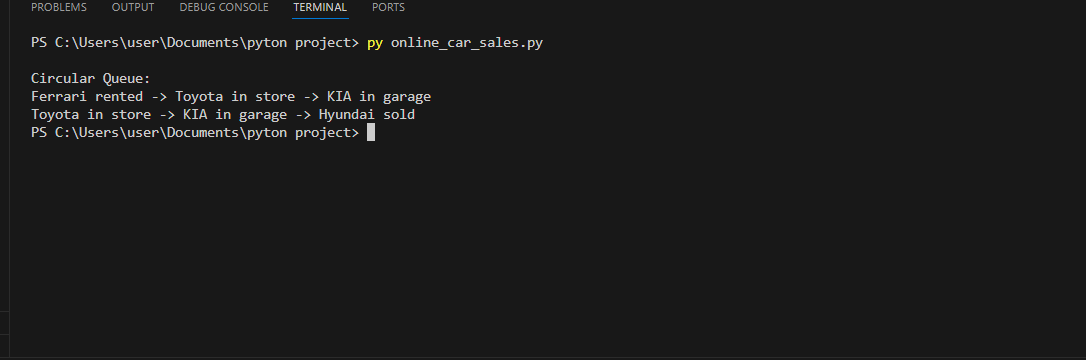 PROBLEMS OUTPUT DEBUG CONSOLE TERMINAL PORTS
PS C:\Users\user\Documents\pyton project> py online_car_sales.py
Circular Queue:
Ferrari rented -> Toyota in store -> KIA in garage
Toyota in store -> KIA in garage -> Hyundai sold
PS C:\Users\user\Documents\pyton project>